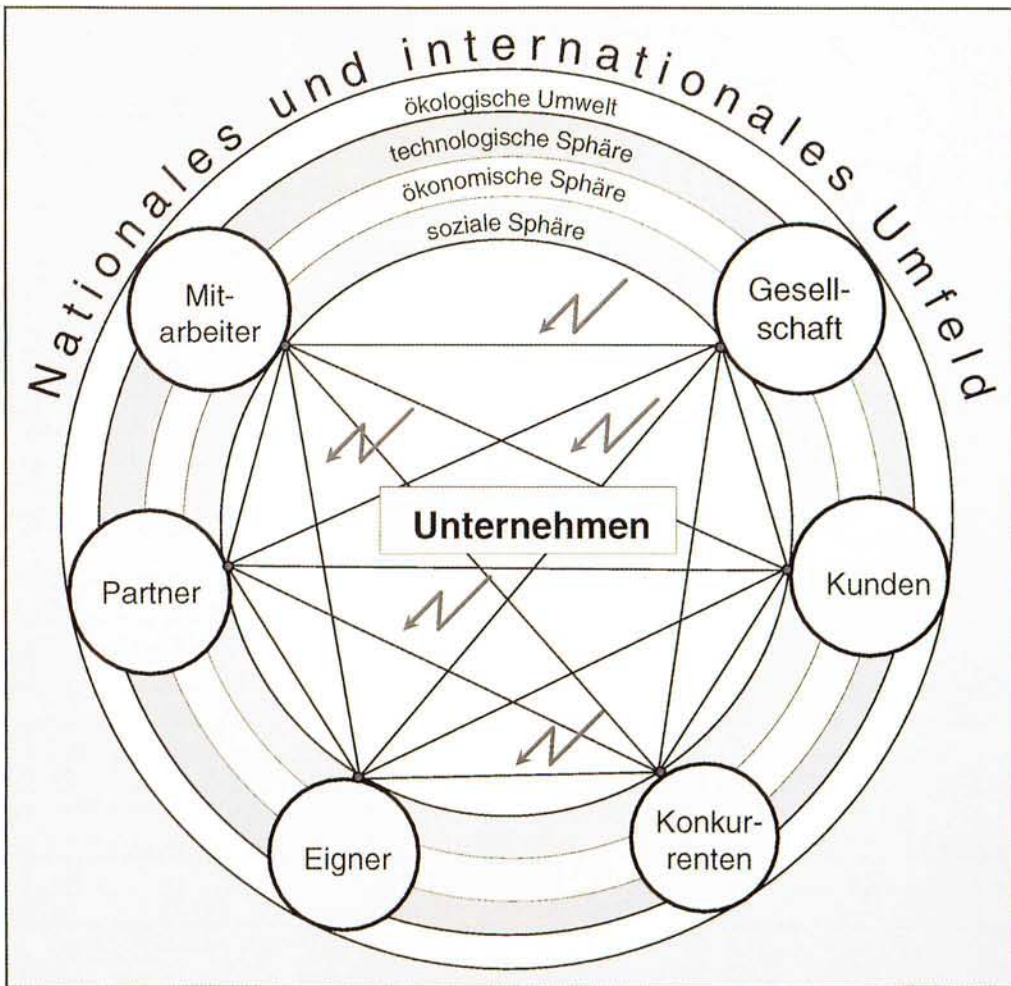 Nationales und internationales Umfeld
ökologische Umwelt
technologische Sphäre
ökonomische Sphäre
soziale Sphäre
Mit-
arbeiter
Gesell-
schaft
Unternehmen
Partner
Kunden
Eigner
Konkur-
renten